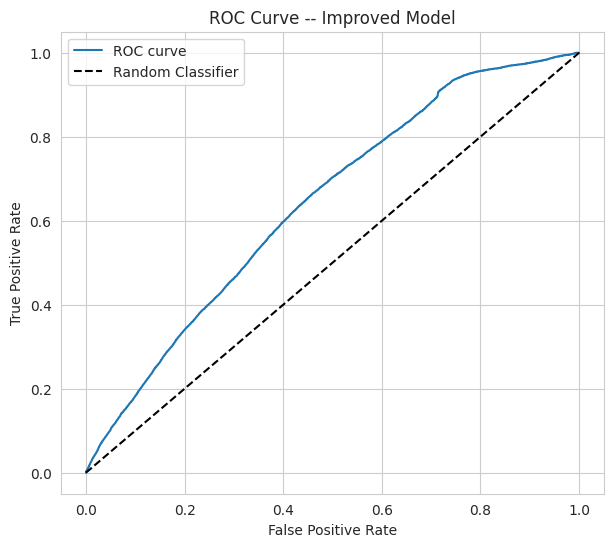 ROC Curve -- Improved Model
ROC curve
Random Classifier
True Positive Rate
1.0
0.8
0.6
0.4
0.2
0.0
0.0 0.2 0.4 0.6 0.8 1.0
False Positive Rate